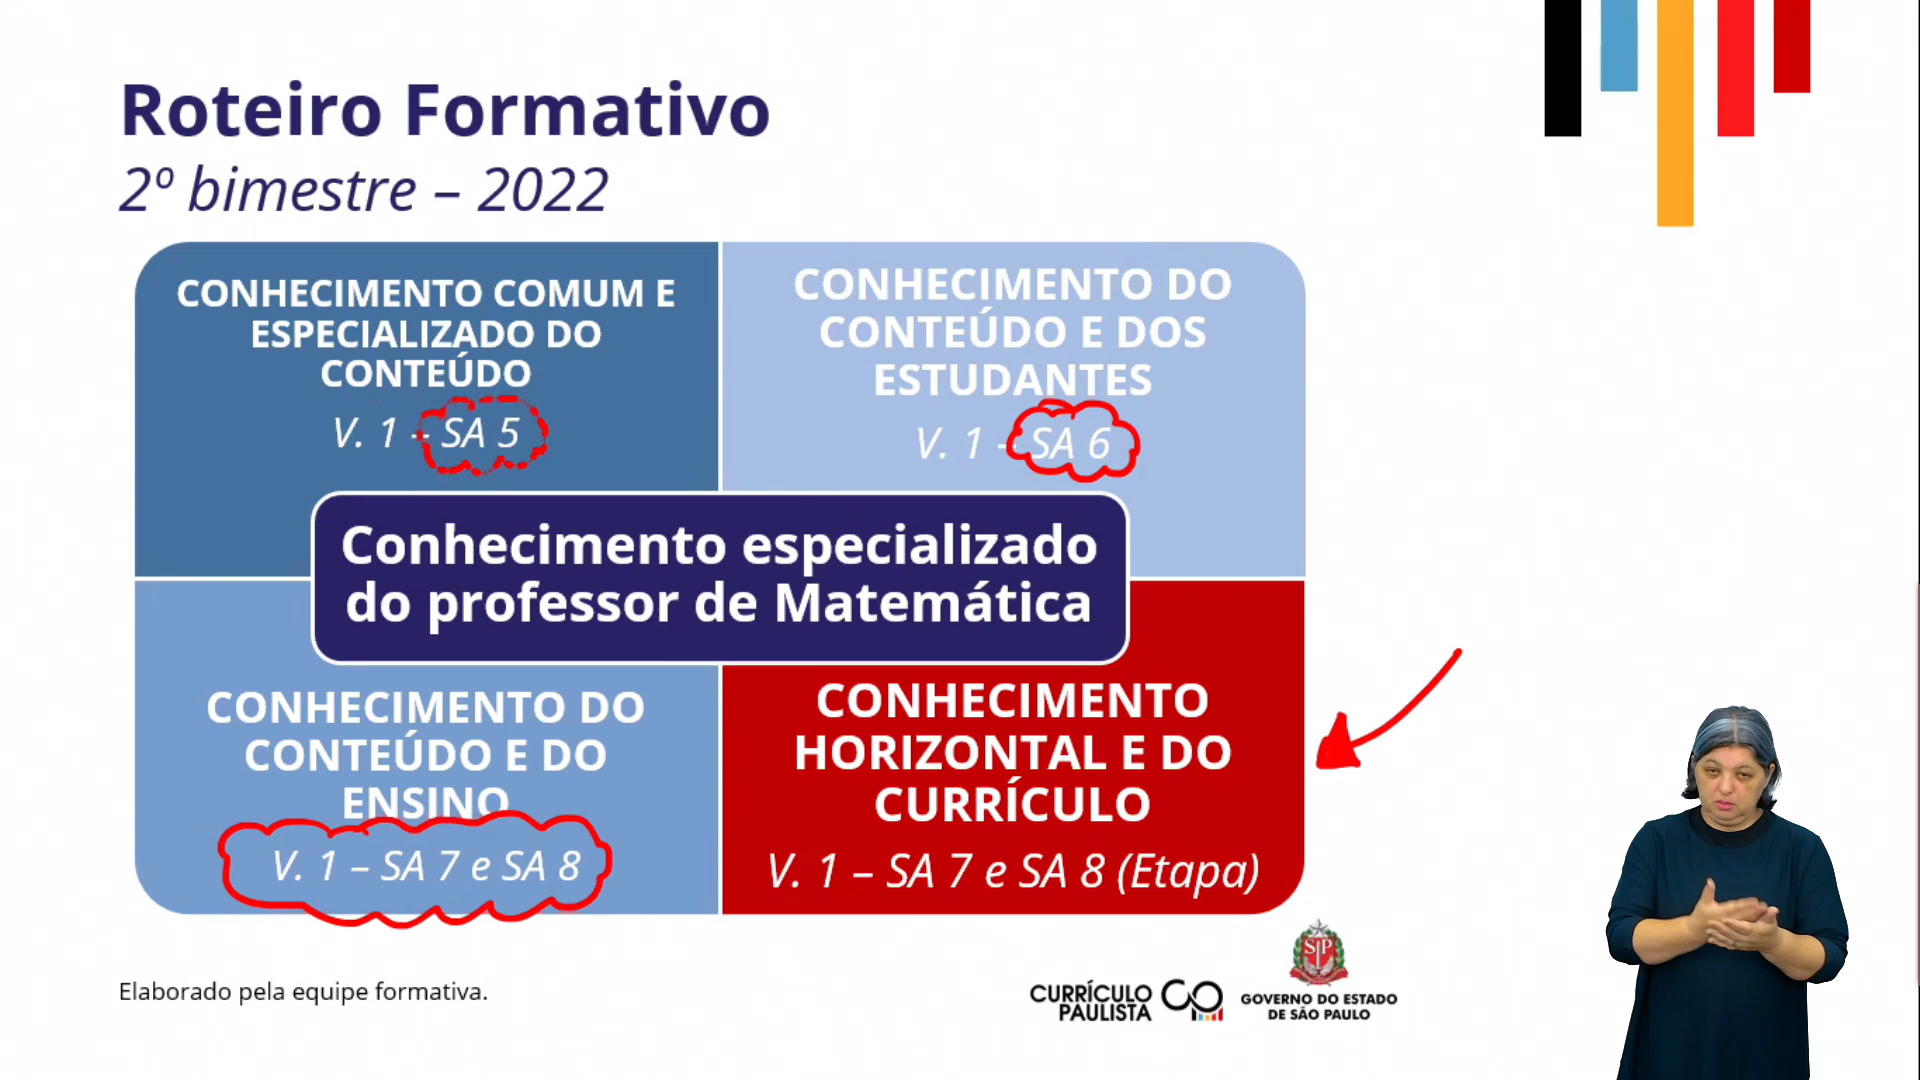 Roteiro Formativo
2º bimestre – 2022
CONHECIMENTO COMUM E
ESPECIALIZADO DO
CONTEÚDO
V. 1 – SA 5
CONHECIMENTO DO
CONTEÚDO E DOS
ESTUDANTES
V. 1 – SA 6
Conhecimento especializado
do professor de Matemática
CONHECIMENTO DO
CONTEÚDO E DO
ENSINO
V. 1 – SA 7 e SA 8
CONHECIMENTO
HORIZONTAL E DO
CURRÍCULO
V. 1 – SA 7 e SA 8 (Etapa)
Elaborado pela equipe formativa.
CURRÍCULO
PAULISTA
SP
GOVERNO DO ESTADO
DE SÃO PAULO